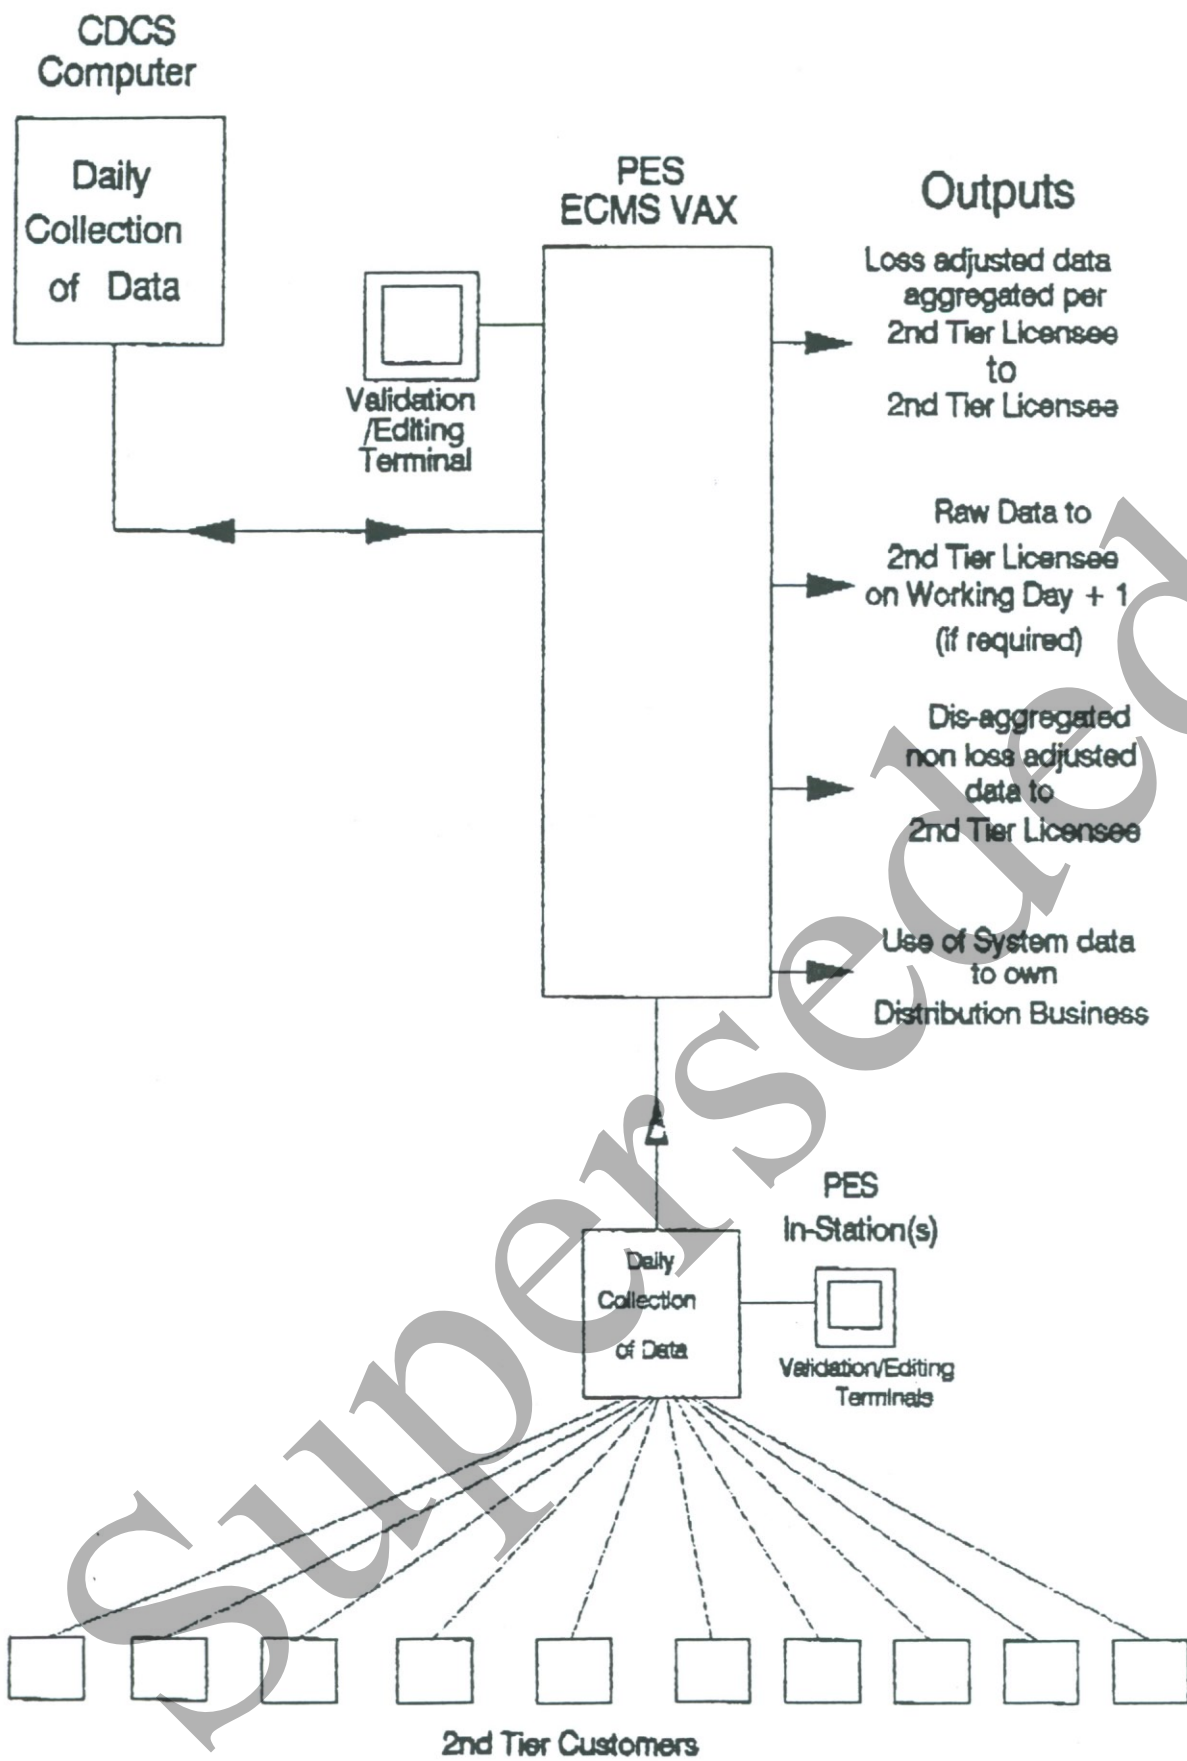 CDCS
Computer
Daily
Collection
of Data
PES
ECMS VAX
Validation
/Editing
Terminal
Outputs
Loss adjusted data
aggregated per
2nd Tier Licensee
to
2nd Tier Licensee
Raw Data to
2nd Tier Licensee
on Working Day + 1
(if required)
Dis-aggregated
non loss adjusted
data to
2nd Tier Licensee
Use of System data
to own
Distribution Business
PES
In-Station(s)
Daily
Collection
of Data
Validation/Editing
Terminals
2nd Tier Customers
Superseded